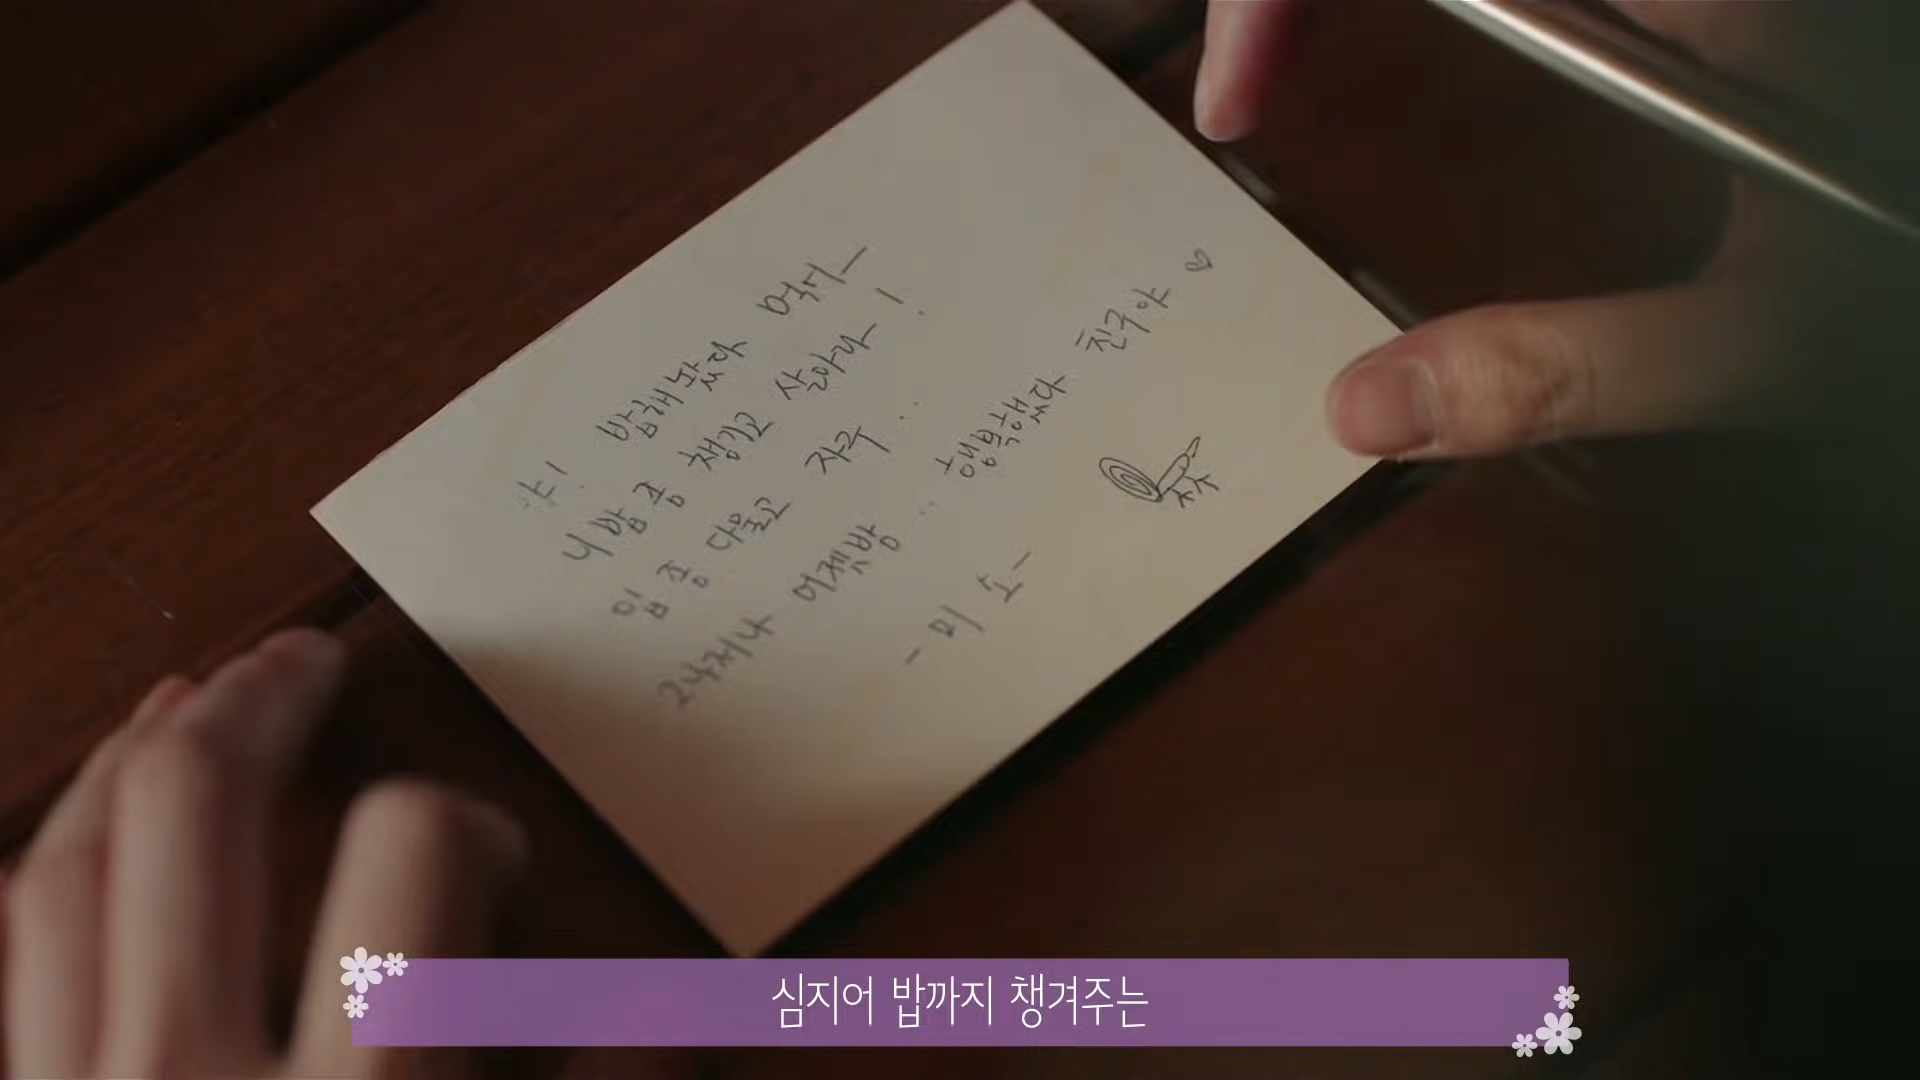 야! 밥해놨다 먹어—
니 밥 좀 챙기고 살아라!
입 좀 다물고 자구..
그나저나 어젯밤... 행복했다 친구야 ♡
- 미소 -
심지어 밥까지 챙겨주는